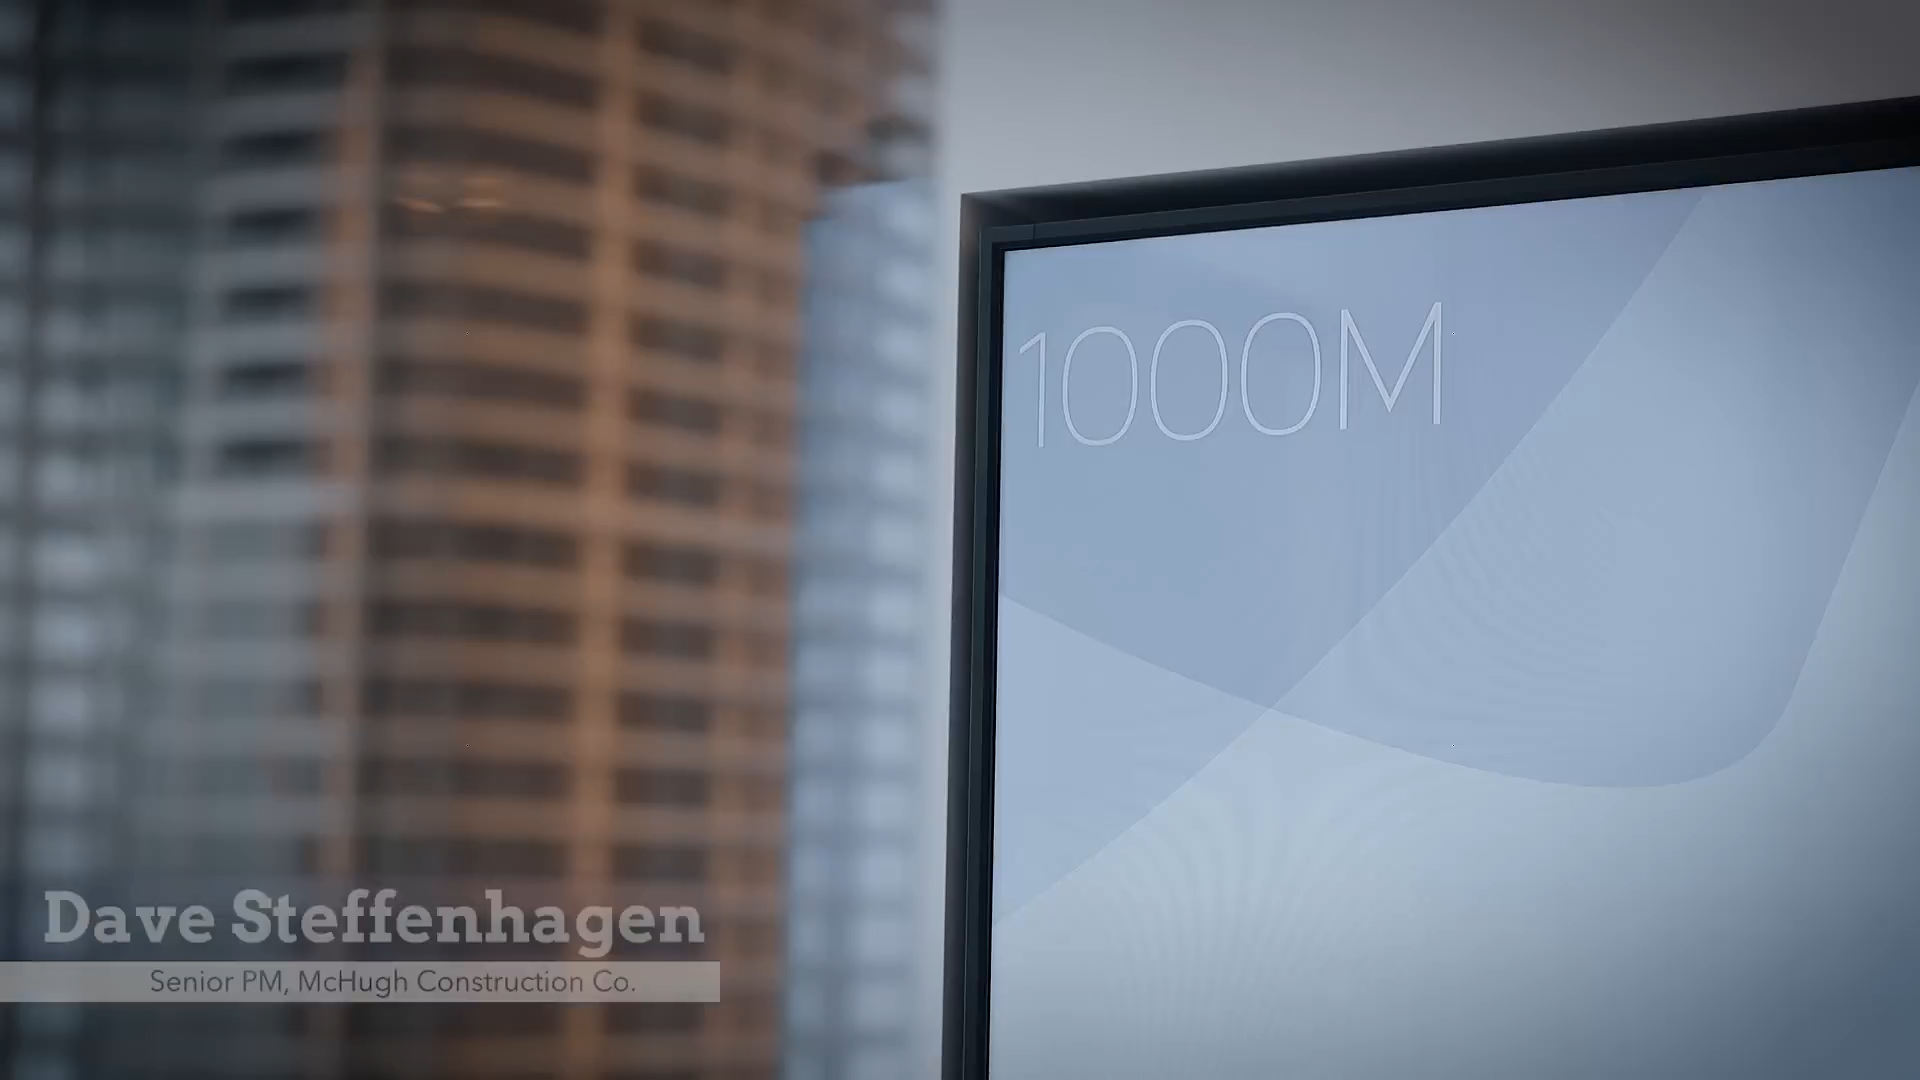 1000M
Dave Steffenhagen
Senior PM, McHugh Construction Co.